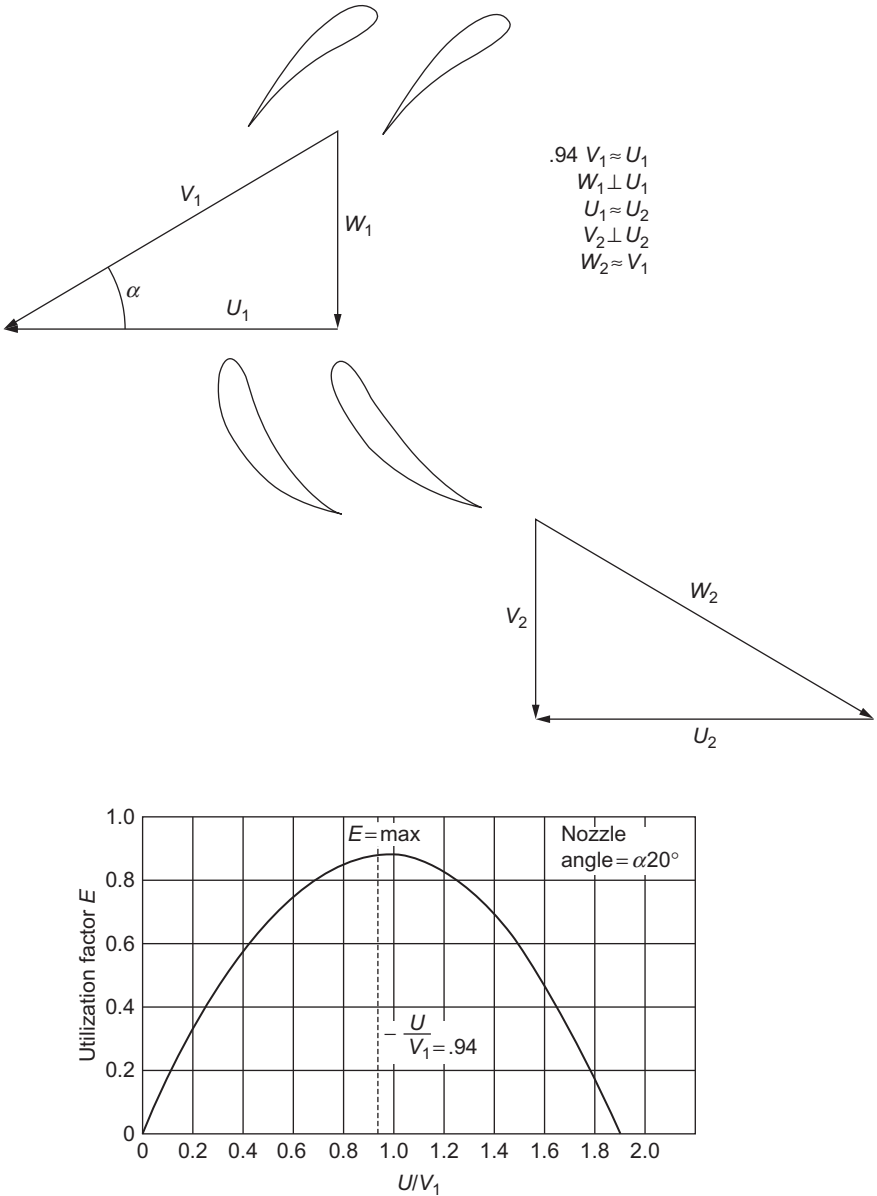 .94 V₁ ≈ U₁
W₁ ⊥ U₁
U₁ ≈ U₂
V₂ ⊥ U₂
W₂ ≈ V₁
V₁
W₁
α
U₁
V₂
W₂
U₂
1.0
0.8
0.6
0.4
0.2
0
Utilization factor E
E=max
Nozzle
angle=α20°
– U
V₁=.94
0 0.2 0.4 0.6 0.8 1.0 1.2 1.4 1.6 1.8 2.0
U/V₁